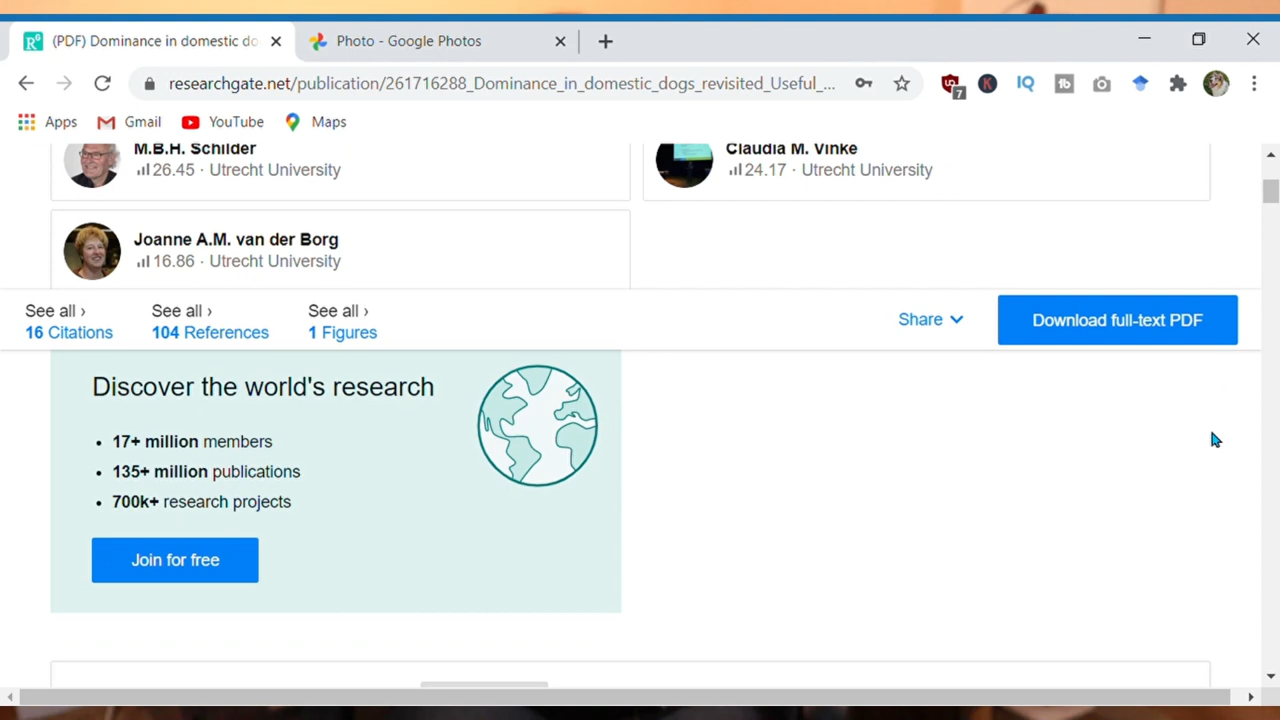 (PDF) Dominance in domestic do
Photo - Google Photos
researchgate.net/publication/261716288_Dominance_in_domestic_dogs_revisited_Useful_...
7
K
IQ
tb
Apps
Gmail
YouTube
Maps
M.B.H. Schilder
26.45 · Utrecht University
Claudia M. Vinke
24.17 · Utrecht University
Joanne A.M. van der Borg
16.86 · Utrecht University
See all ›
16 Citations
See all ›
104 References
See all ›
1 Figures
Share
Download full-text PDF
Discover the world's research
• 17+ million members
• 135+ million publications
• 700k+ research projects
Join for free